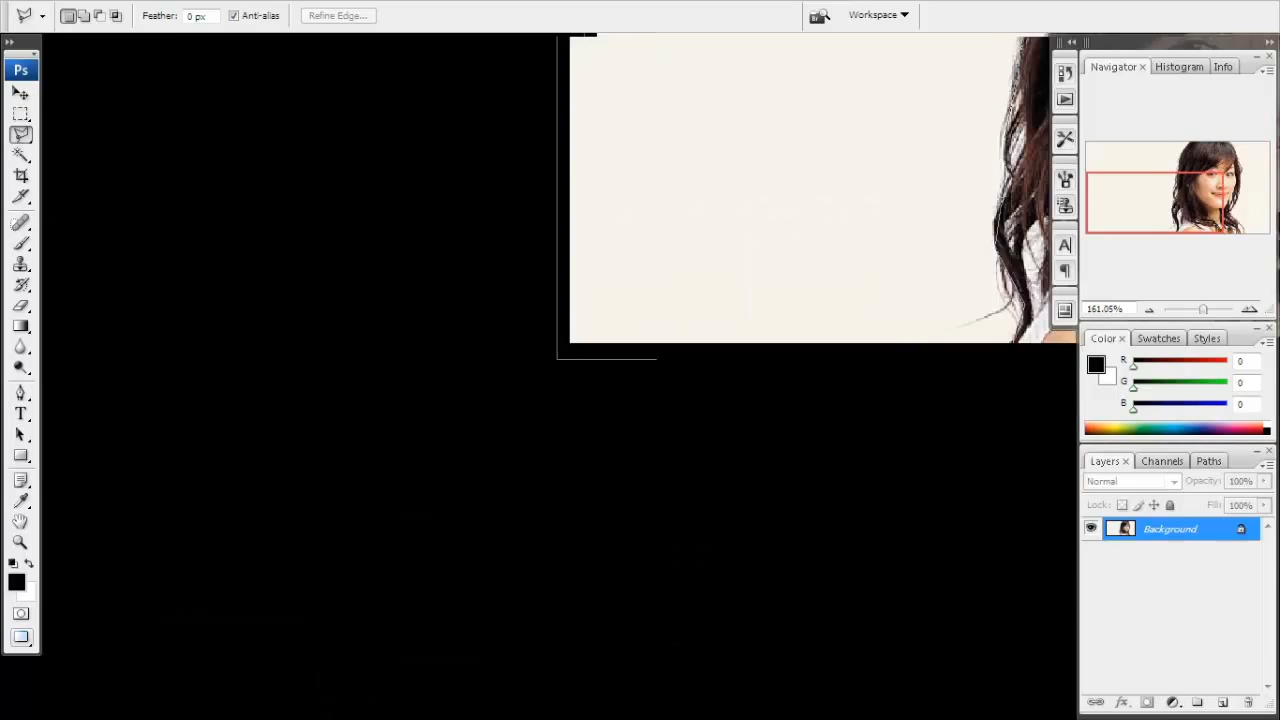 Feather: 0 px Anti-alias Refine Edge... Br Workspace
Ps
Navigator Histogram Info
161.05%
Color Swatches Styles
R 0
G 0
B 0
Layers Channels Paths
Normal Opacity: 100%
Lock: Fill: 100%
Background
T
A